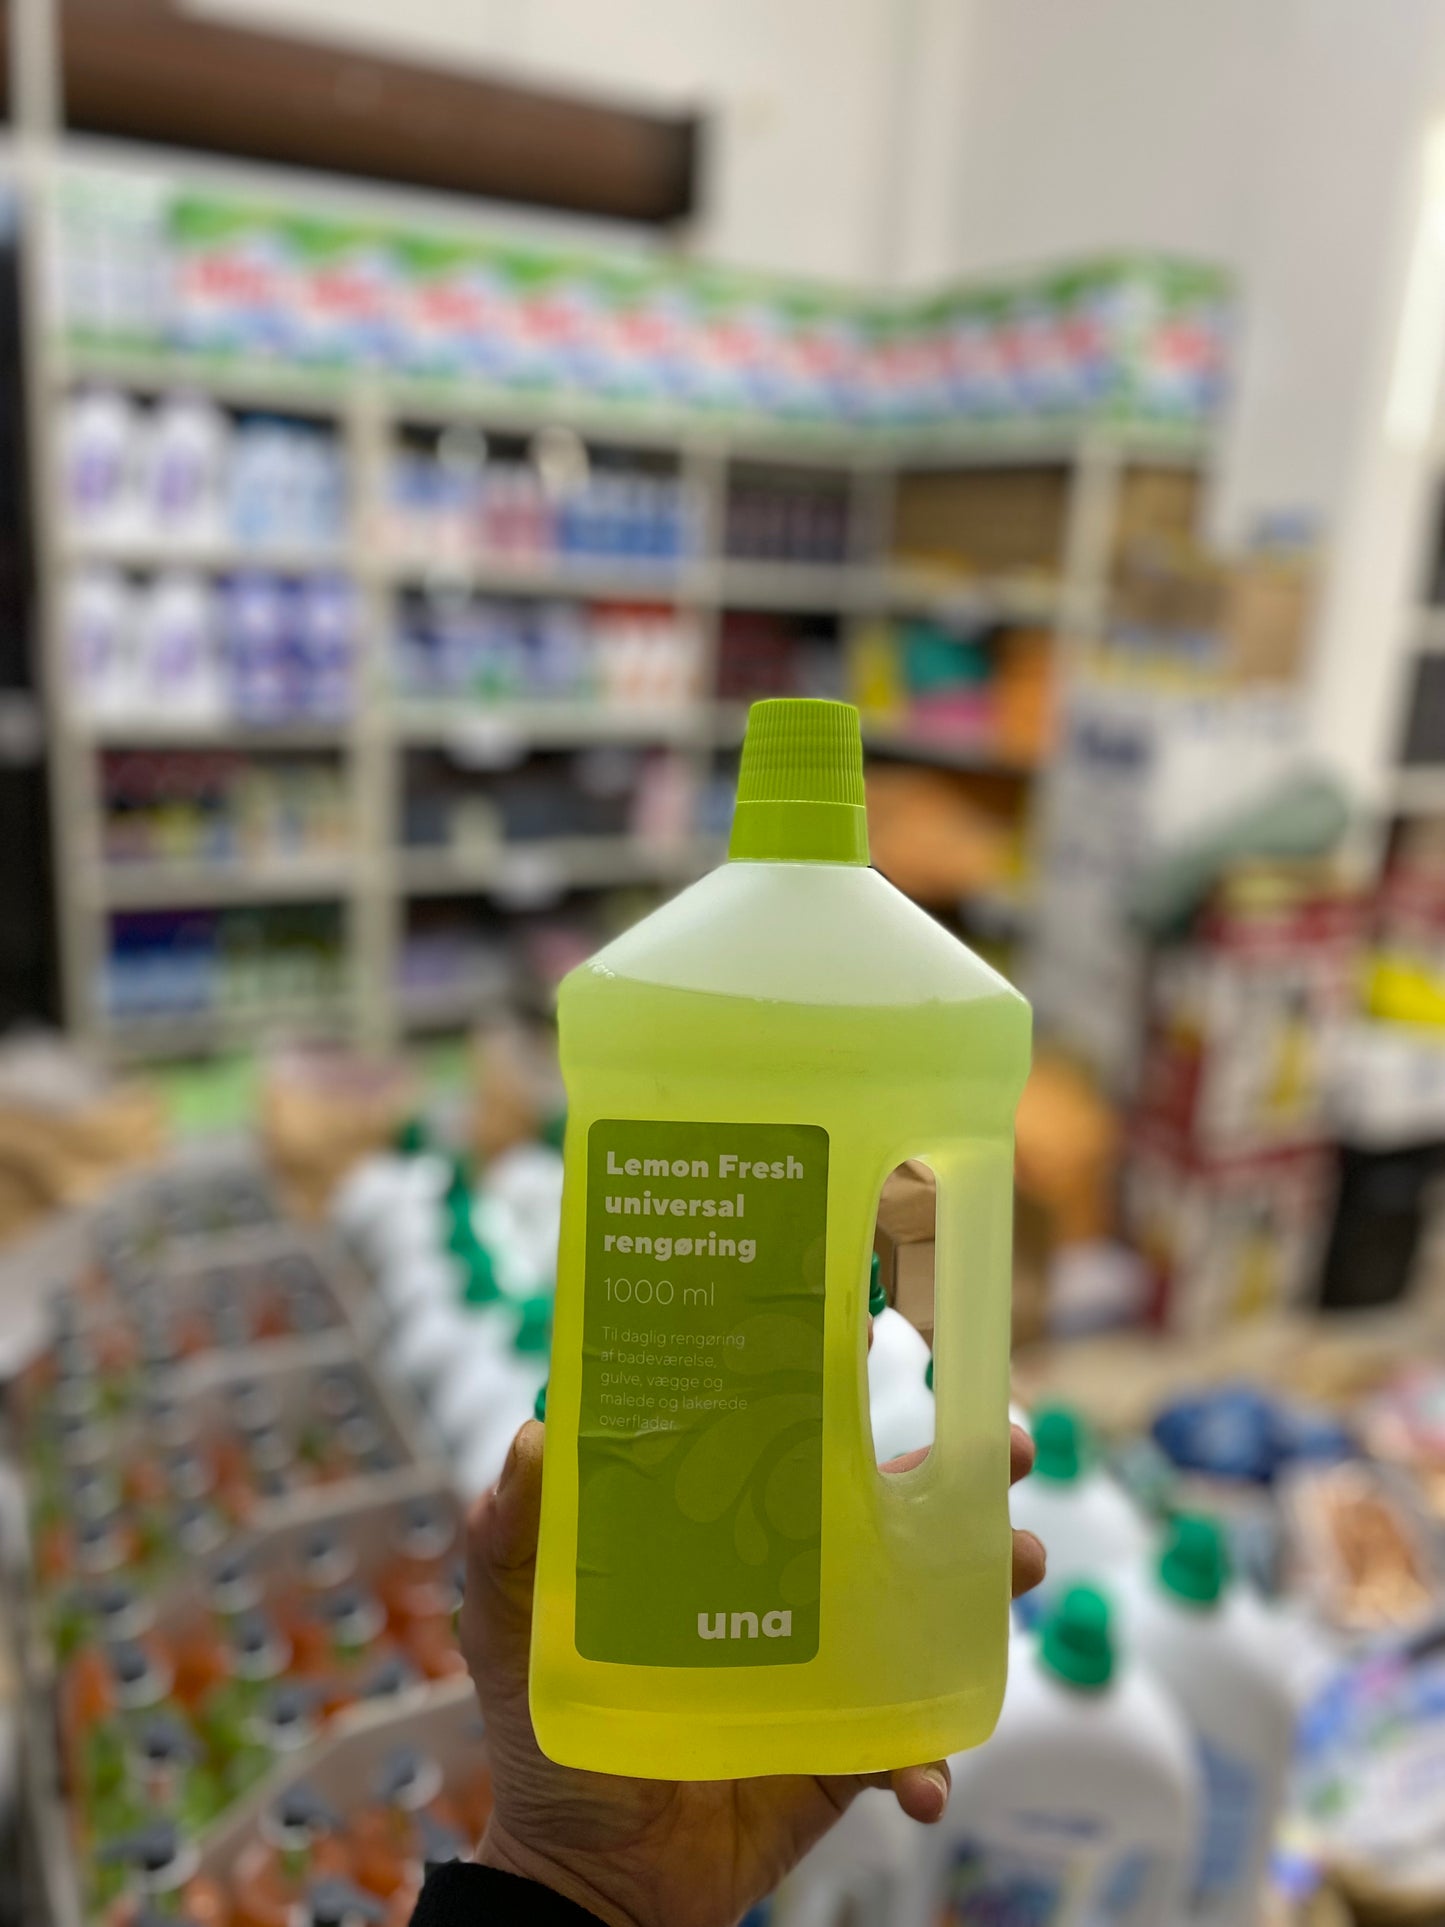 Lemon Fresh
universal
rengøring
1000 ml
Til daglig rengøring
af badeværelse,
gulve, vægge og
malede og lakerede
overflader.
una